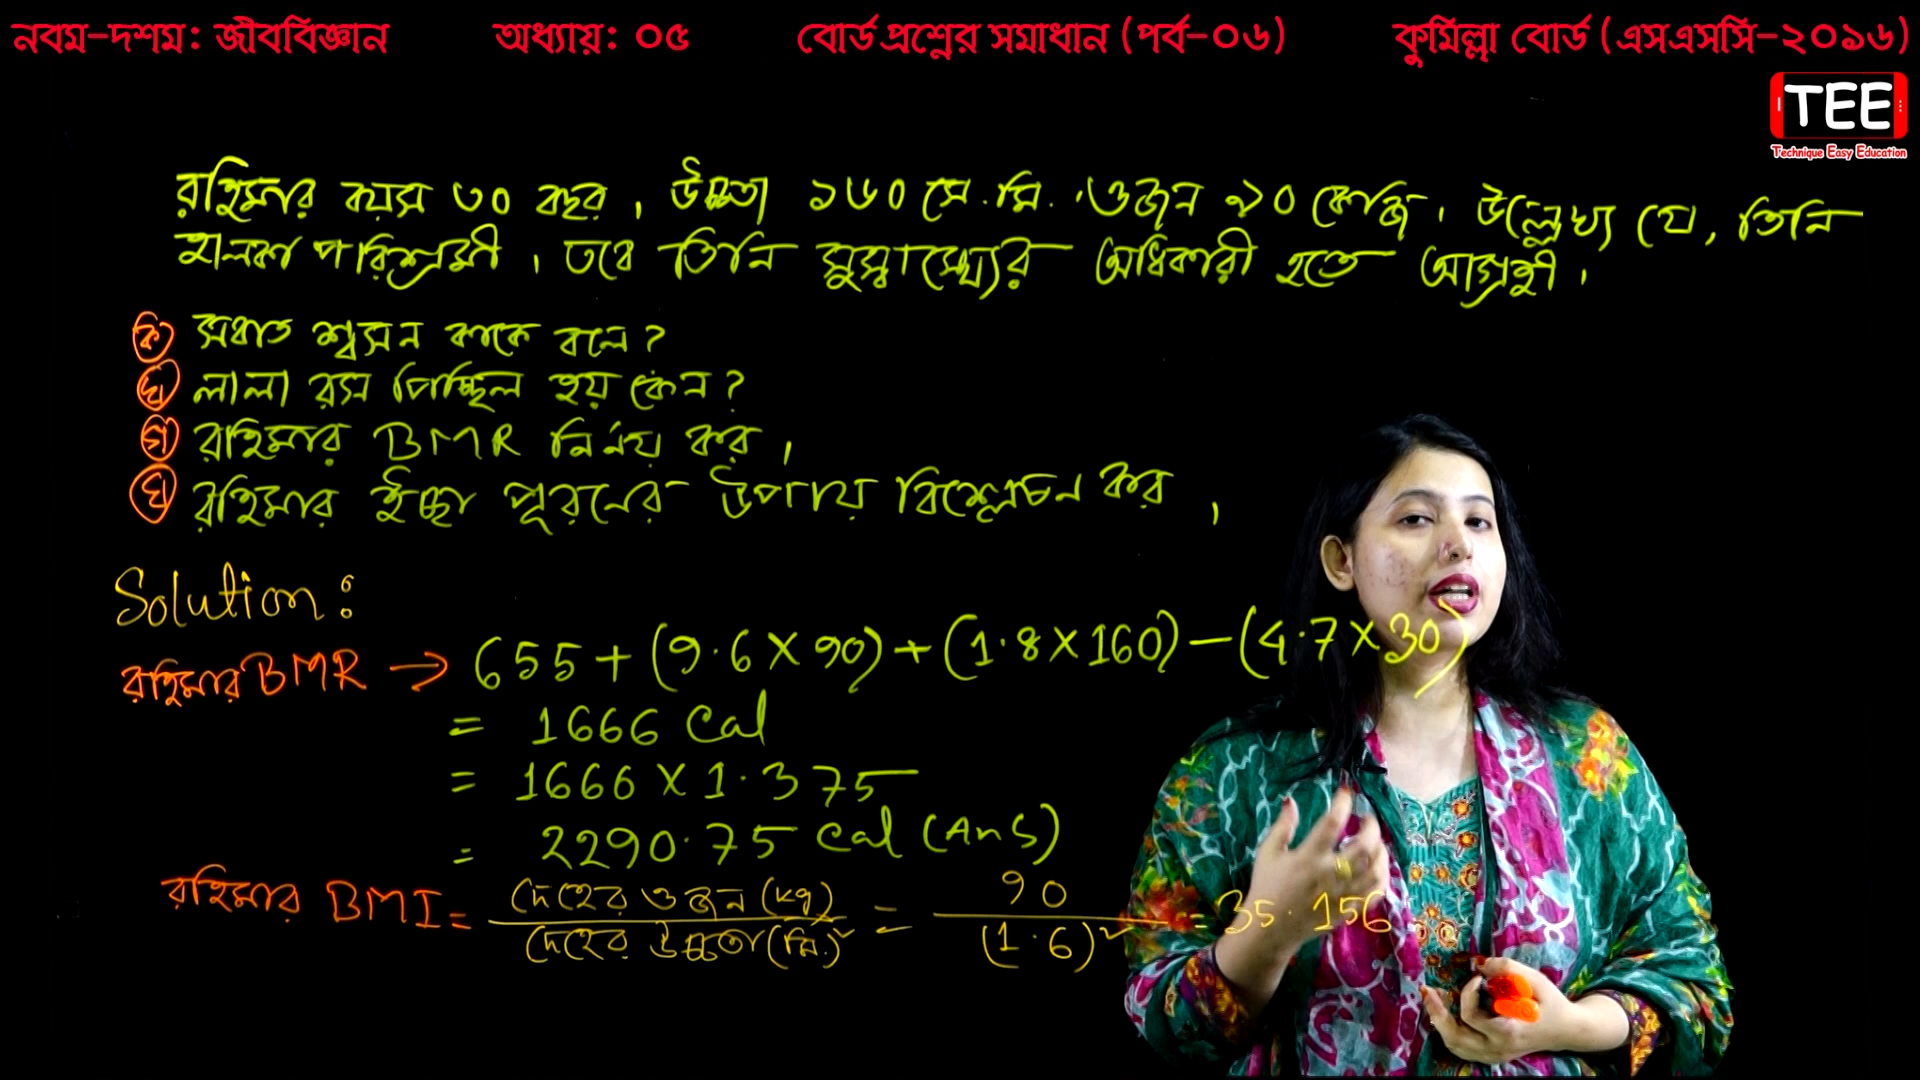 নবম-দশম: জীববিজ্ঞান অধ্যায়: ০৫ বোর্ড প্রশ্নের সমাধান (পর্ব-০৬) কুমিল্লা বোর্ড (এসএসসি-২০১৬)
TEE
Technique Easy Education
রহিমার বয়স ৩০ বছর, উচ্চতা ১৬০ সে.মি. ওজন ৯০ কেজি। উল্লেখ্য যে, তিনি
হালকা পরিশ্রমী। তবে তিনি সুস্বাস্থ্যের অধিকারী হতে আগ্রহী।
ক) সবাত শ্বসন কাকে বলে?
খ) লালা রস পিচ্ছিল হয় কেন?
গ) রহিমার BMR নির্নয় কর।
ঘ) রহিমার ইচ্ছা পূরনের উপায় বিশ্লেষন কর।
Solution:
রহিমার BMR → 655 + (9.6 X 90) + (1.8 X 160) - (4.7 X 30)
= 1666 Cal
= 1666 X 1.375
= 2290.75 Cal (Ans)
রহিমার BMI = দেহের ওজন (kg) / দেহের উচ্চতা (মি.)² = 90 / (1.6)² = 35.156